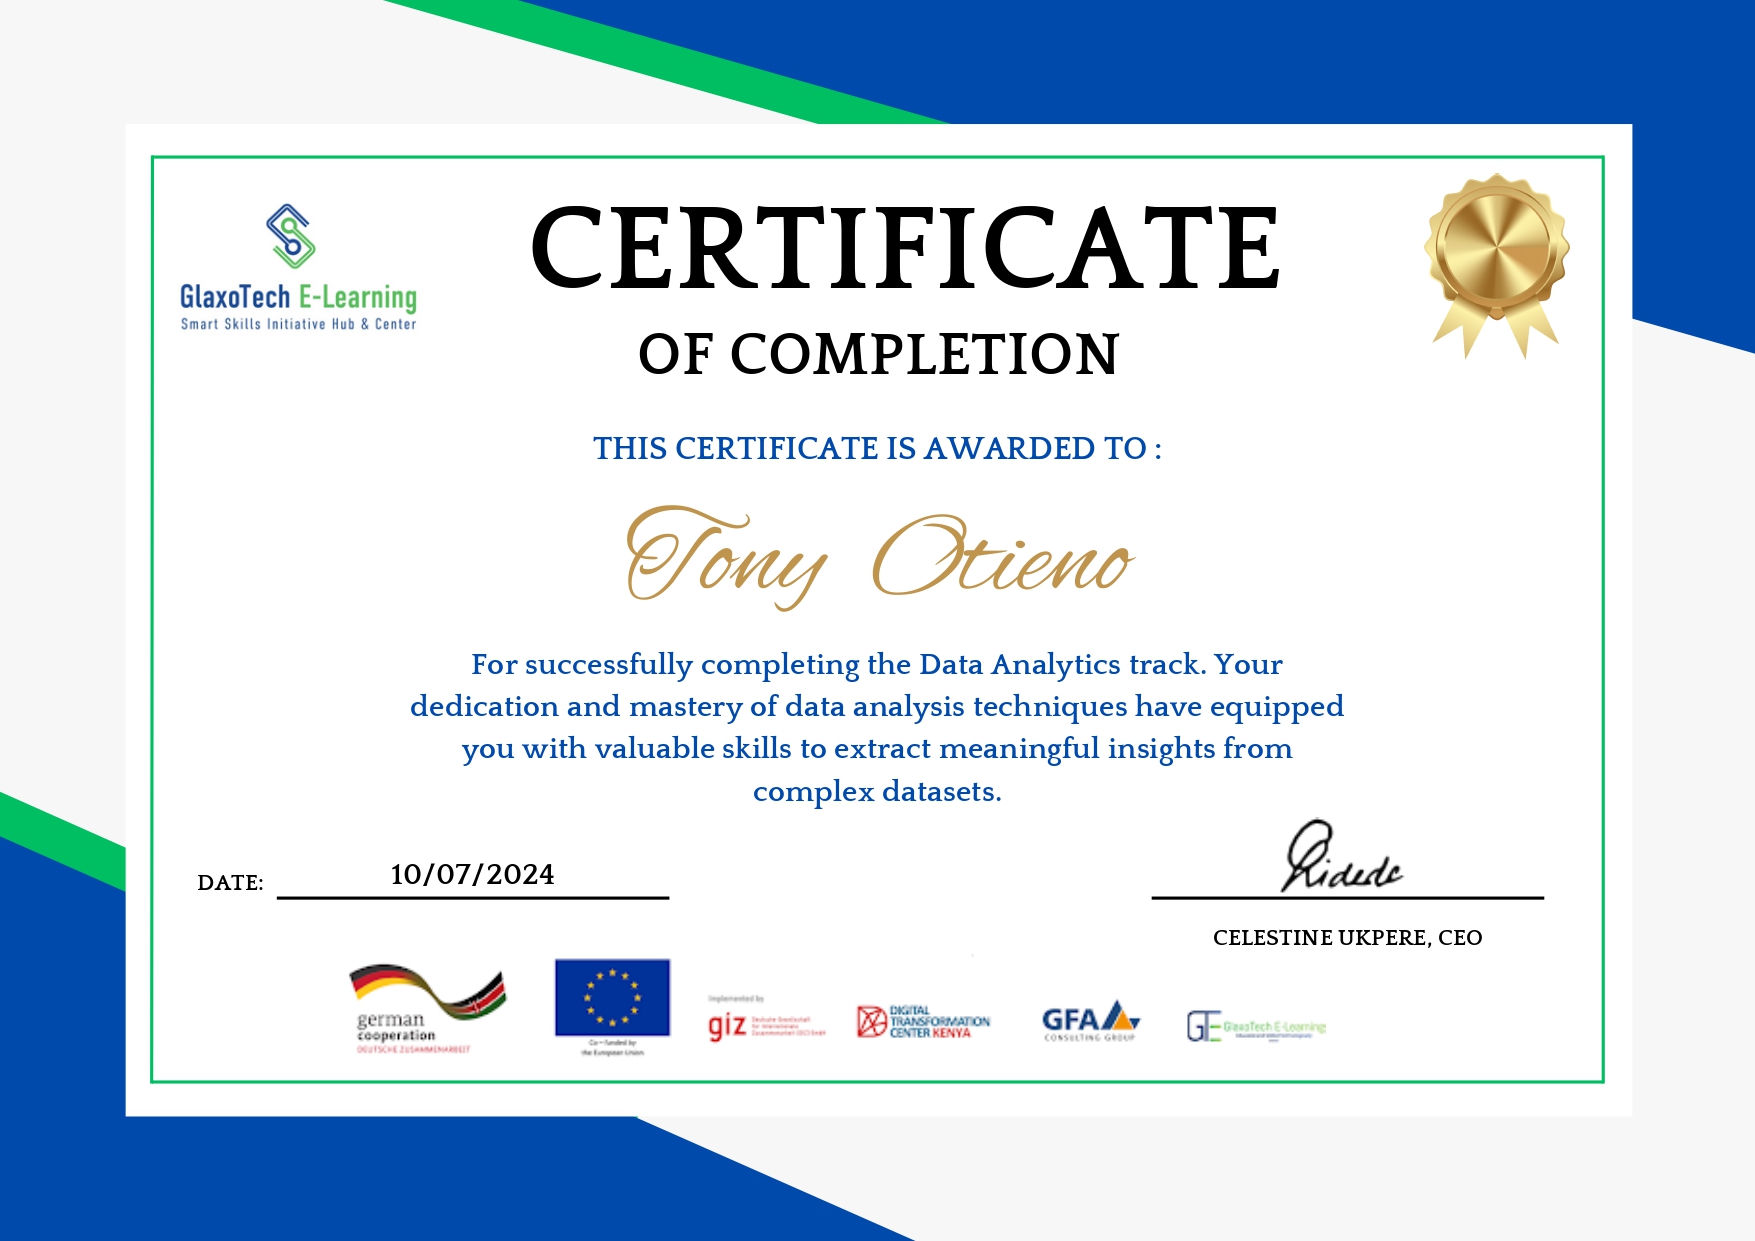 GlaxoTech E-Learning
Smart Skills Initiative Hub & Center
CERTIFICATE
OF COMPLETION
THIS CERTIFICATE IS AWARDED TO :
Tony Otieno
For successfully completing the Data Analytics track. Your
dedication and mastery of data analysis techniques have equipped
you with valuable skills to extract meaningful insights from
complex datasets.
DATE:
10/07/2024
CELESTINE UKPERE, CEO
german
cooperation
DEUTSCHE ZUSAMMENARBEIT
Co-funded by
the European Union
Implemented by
giz
Deutsche Gesellschaft
für Internationale
Zusammenarbeit (GIZ) GmbH
DIGITAL
TRANSFORMATION
CENTER KENYA
GFA
CONSULTING GROUP
GlaxoTech E-Learning